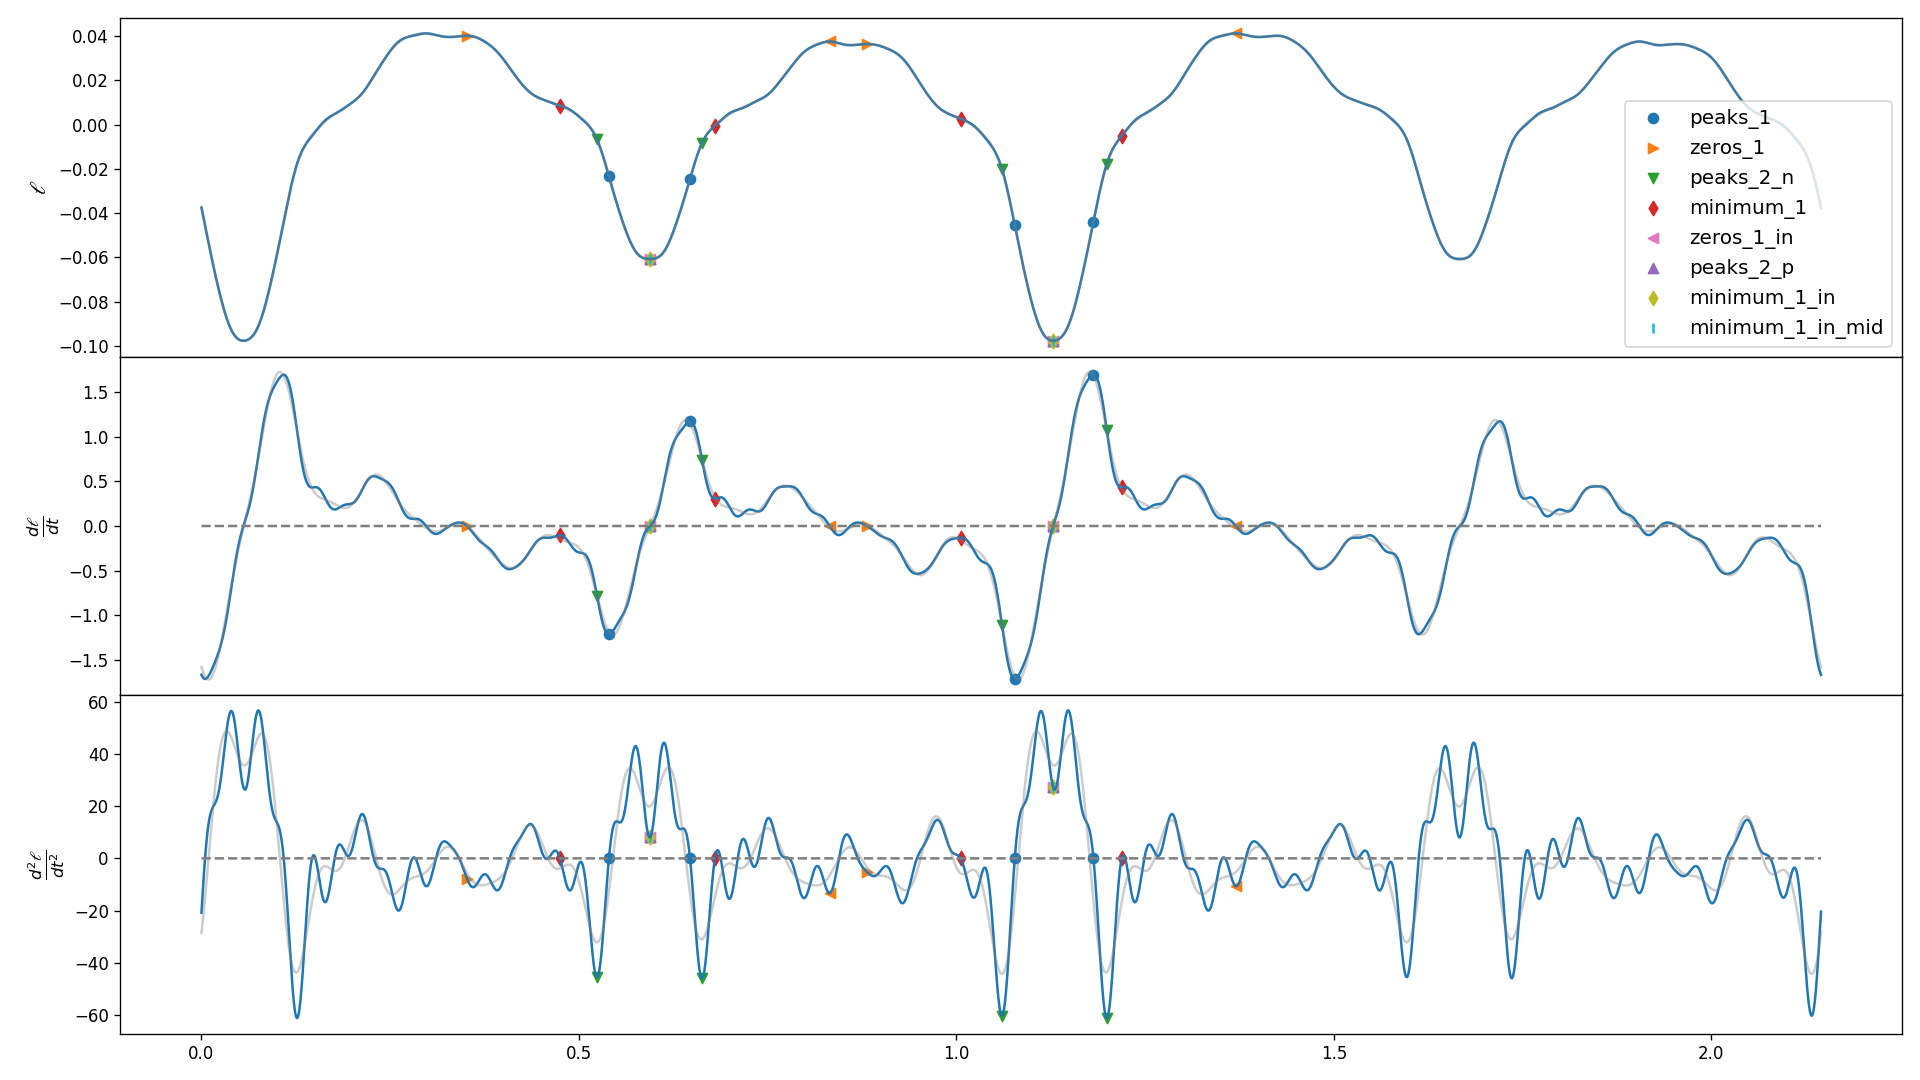 0.04
0.02
0.00
−0.02
−0.04
−0.06
−0.08
−0.10
ℓ
peaks_1
zeros_1
peaks_2_n
minimum_1
zeros_1_in
peaks_2_p
minimum_1_in
minimum_1_in_mid
1.5
1.0
0.5
0.0
−0.5
−1.0
−1.5
dℓ
dt
60
40
20
0
−20
−40
−60
d²ℓ
dt²
0.0 0.5 1.0 1.5 2.0